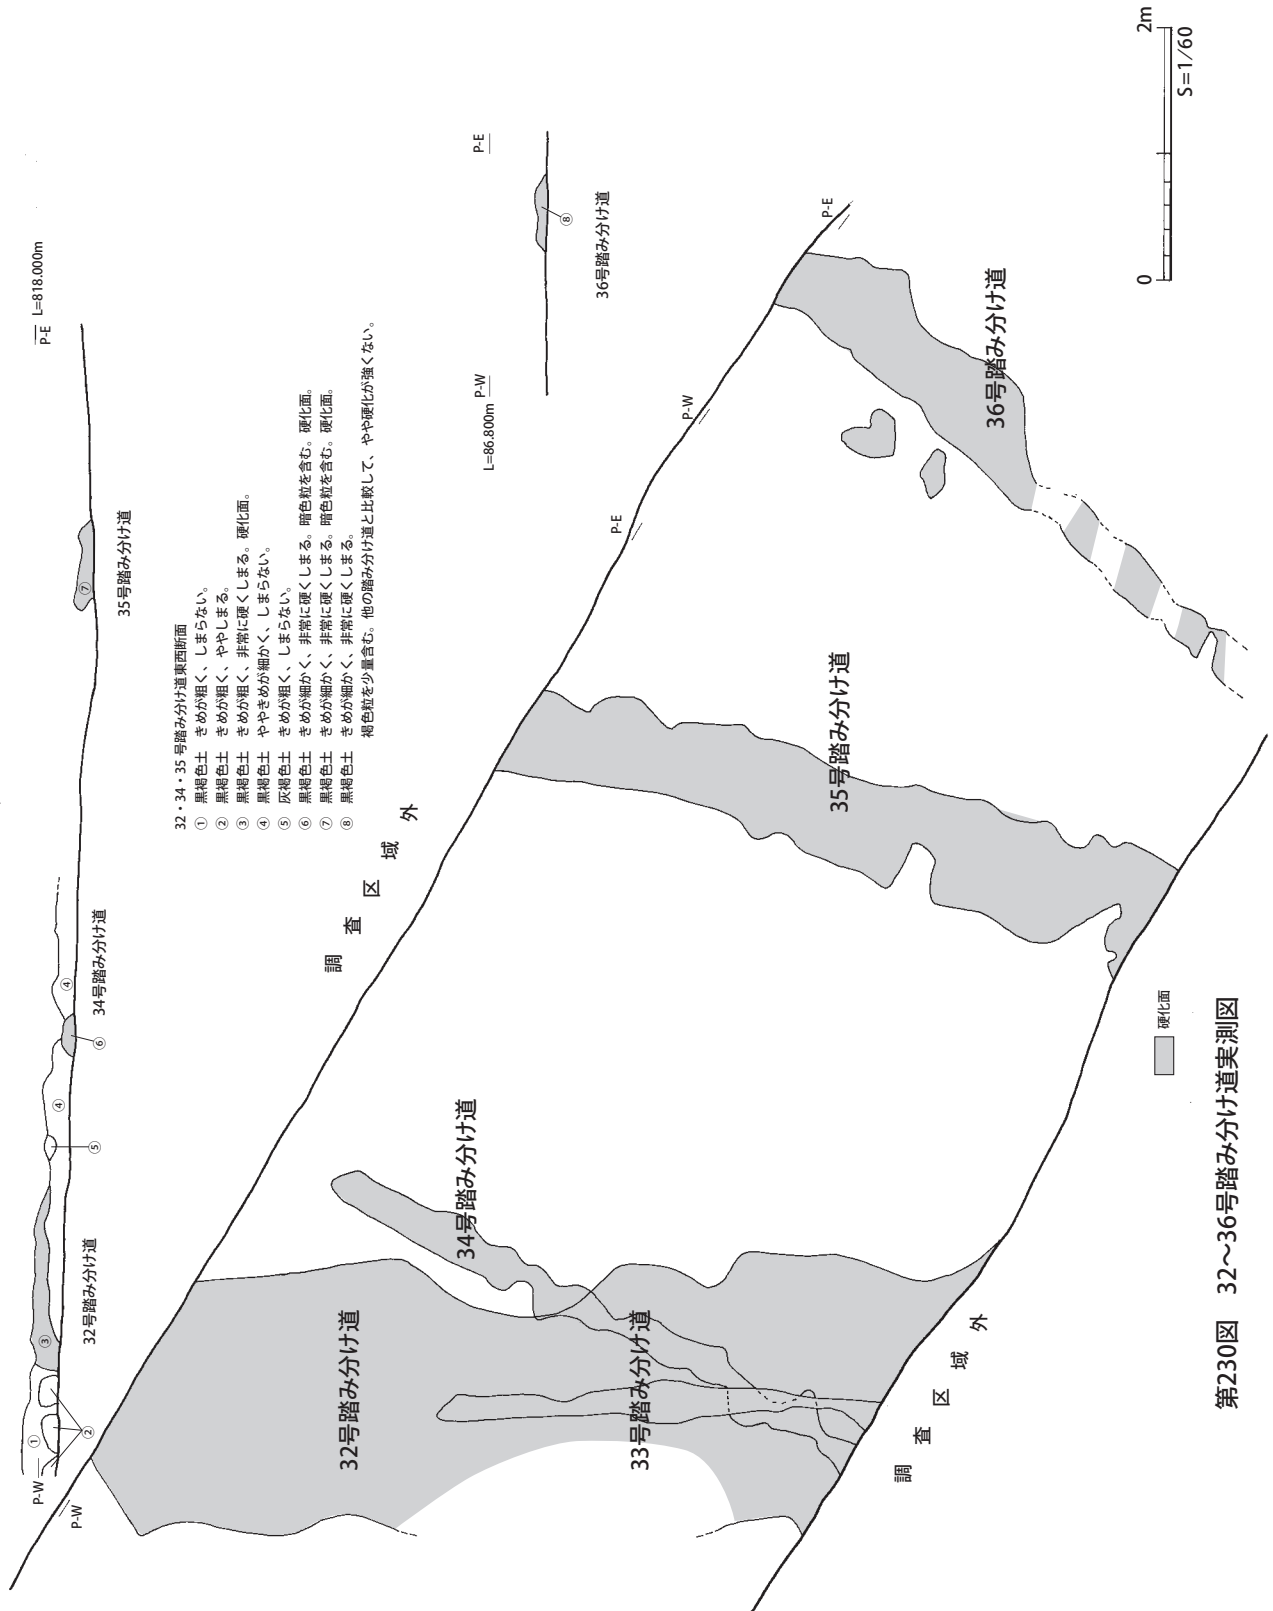 P-W
P-E L=818.000m
①
②
③
④
⑤
④
⑥
⑦
32号踏み分け道
34号踏み分け道
35号踏み分け道
32・34・35 号踏み分け道東西断面
① 黒褐色土 きめが粗く、しまらない。
② 黒褐色土 きめが粗く、ややしまる。
③ 黒褐色土 きめが粗く、非常に硬くしまる。硬化面。
④ 黒褐色土 ややきめが細かく、しまらない。
⑤ 灰褐色土 きめが粗く、しまらない。
⑥ 黒褐色土 きめが細かく、非常に硬くしまる。暗色粒を含む。硬化面。
⑦ 黒褐色土 きめが細かく、非常に硬くしまる。暗色粒を含む。硬化面。
⑧ 黒褐色土 きめが細かく、非常に硬くしまる。
褐色粒を少量含む。他の踏み分け道と比較して、やや硬化が強くない。
L=86.800m P-W
P-E
⑧
36号踏み分け道
P-W
P-E
P-W
P-E
調査区域外
32号踏み分け道
33号踏み分け道
34号踏み分け道
35号踏み分け道
36号踏み分け道
調査区域外
硬化面
0
2m
S=1/60
第230図 32～36号踏み分け道実測図